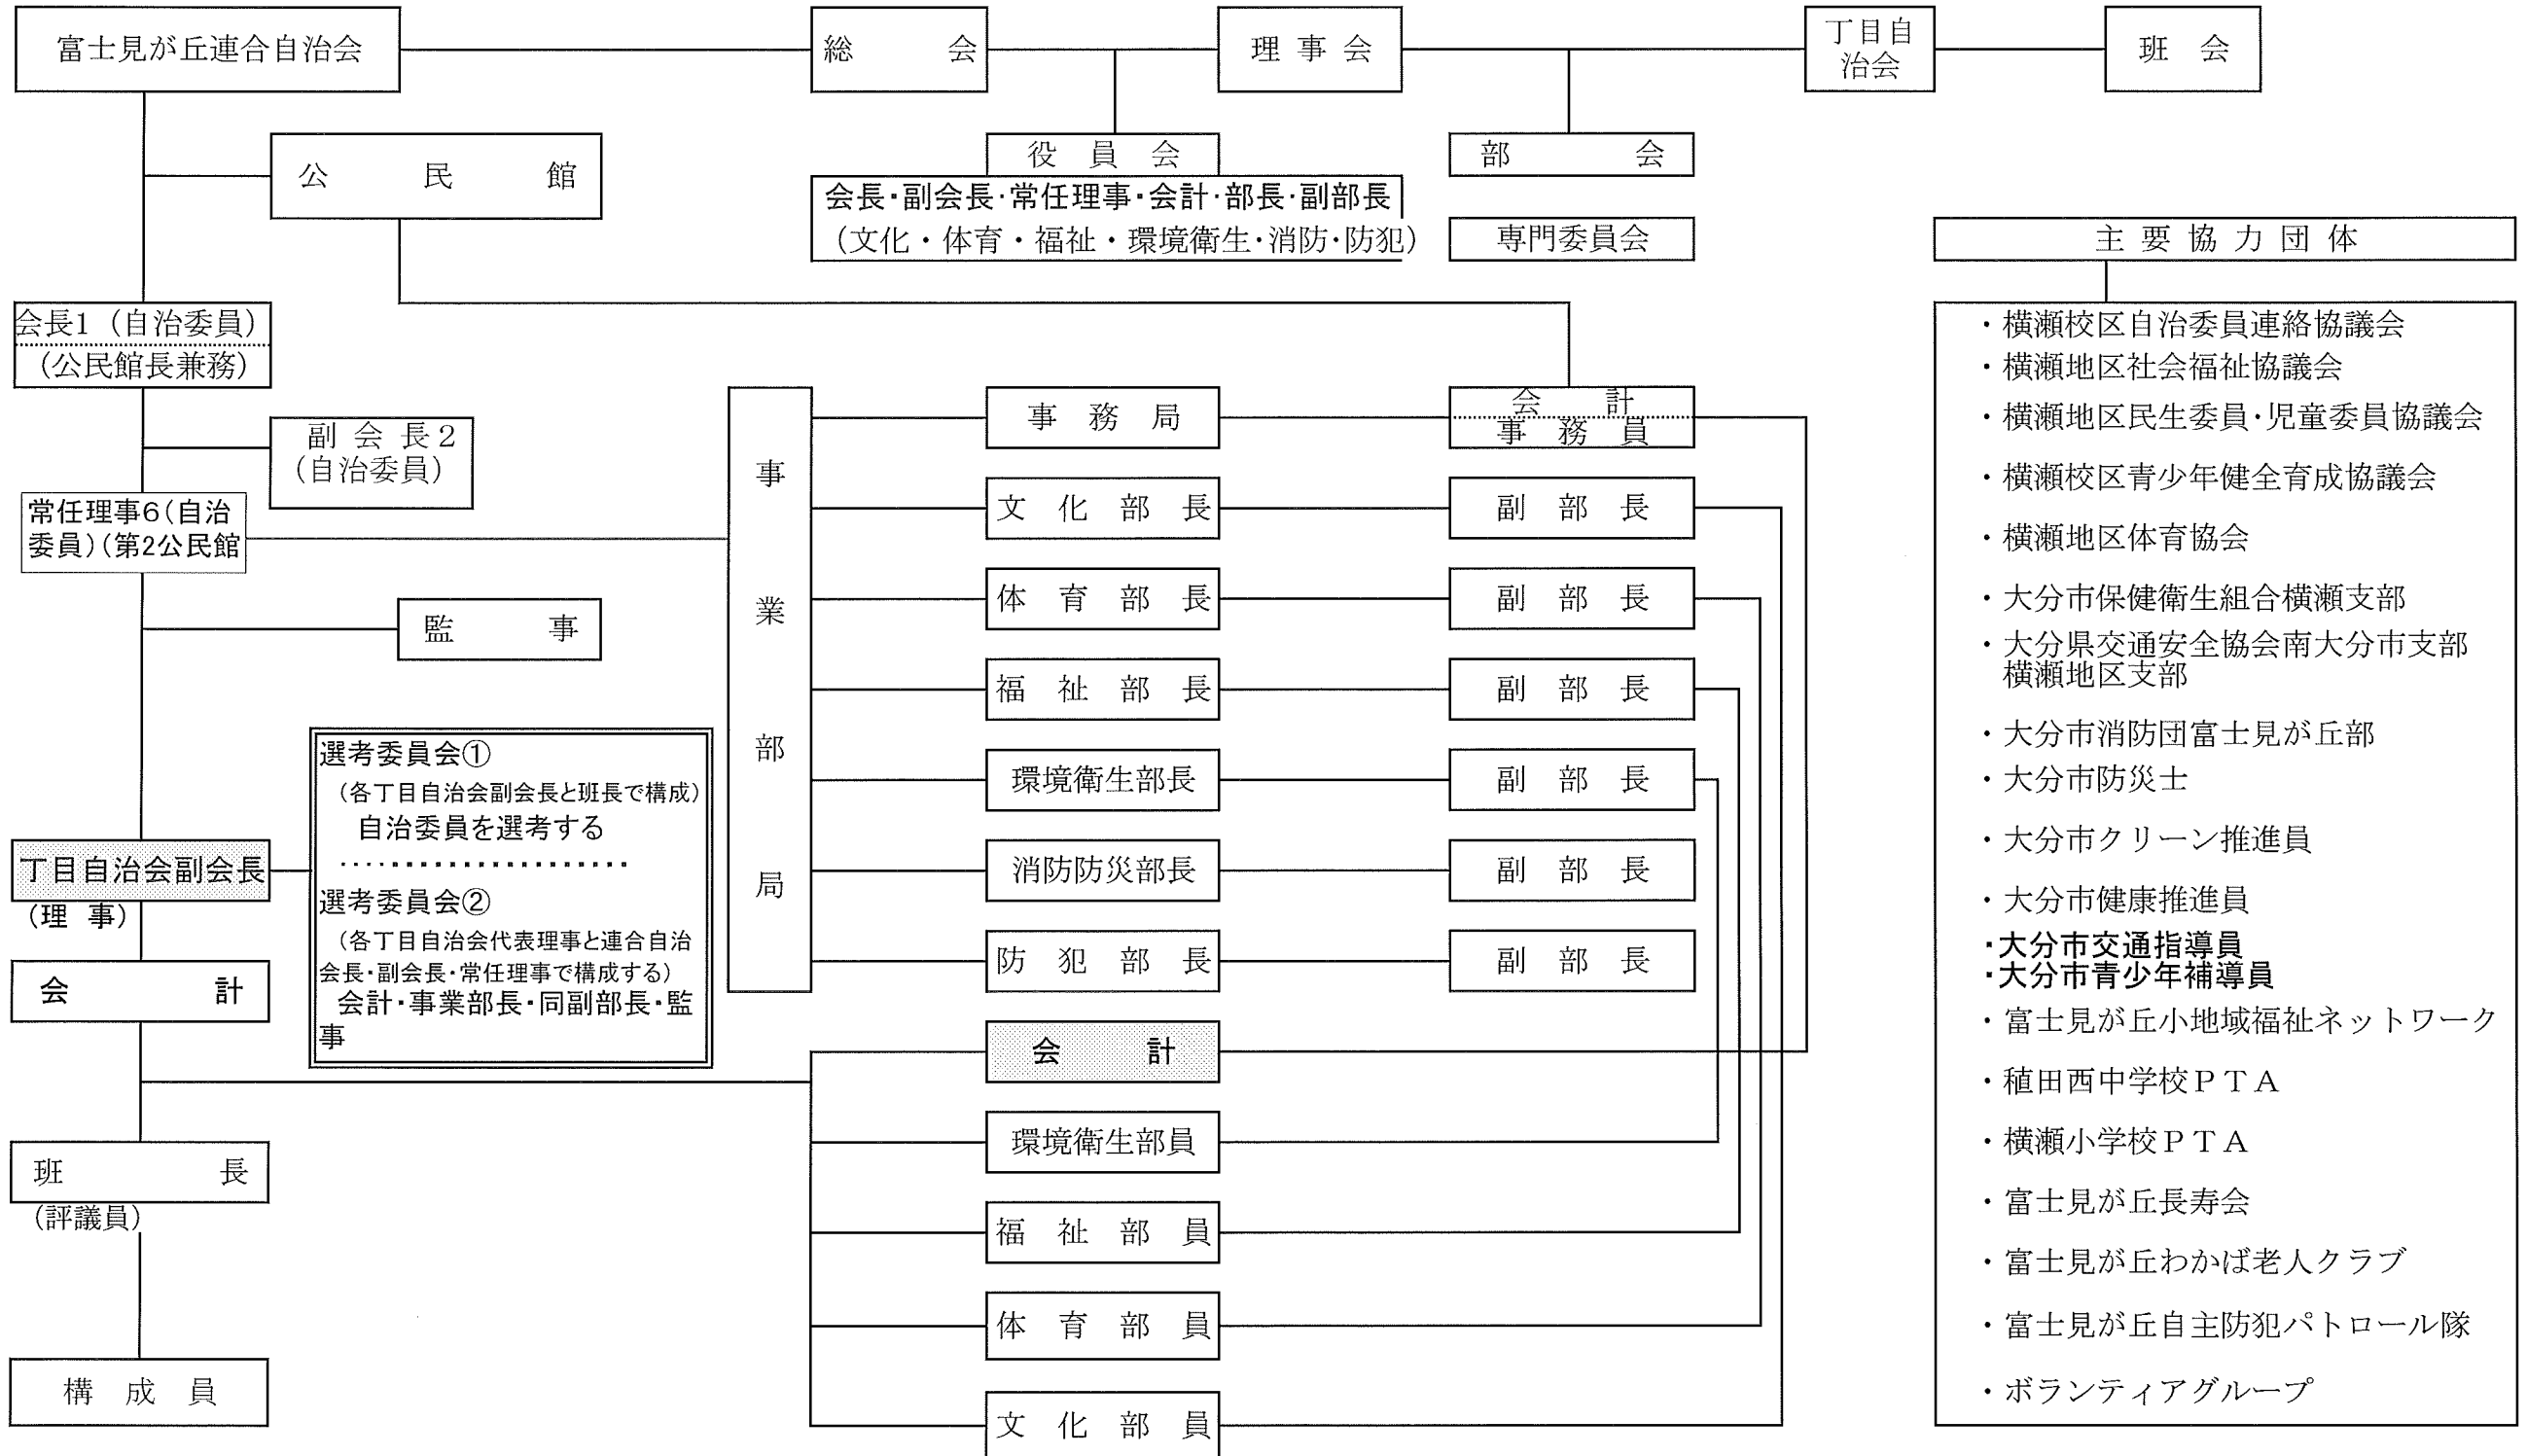 富士見が丘連合自治会
総会
理事会
丁目自
治会
班会
公民館
役員会
会長・副会長・常任理事・会計・部長・副部長
(文化・体育・福祉・環境衛生・消防・防犯)
部会
専門委員会
主要協力団体
会長1（自治委員）
(公民館長兼務)
副会長２
(自治委員)
常任理事6(自治
委員)(第2公民館
監事
丁目自治会副会長
(理事)
会計
班長
(評議員)
構成員
選考委員会①
(各丁目自治会副会長と班長で構成)
自治委員を選考する
選考委員会②
(各丁目自治会代表理事と連合自治
会長・副会長・常任理事で構成する)
会計・事業部長・同副部長・監
事
事業部局
事務局
会計
事務員
文化部長
副部長
体育部長
副部長
福祉部長
副部長
環境衛生部長
副部長
消防防災部長
副部長
防犯部長
副部長
会計
環境衛生部員
福祉部員
体育部員
文化部員
・横瀬校区自治委員連絡協議会
・横瀬地区社会福祉協議会
・横瀬地区民生委員・児童委員協議会
・横瀬校区青少年健全育成協議会
・横瀬地区体育協会
・大分市保健衛生組合横瀬支部
・大分県交通安全協会南大分市支部
横瀬地区支部
・大分市消防団富士見が丘部
・大分市防災士
・大分市クリーン推進員
・大分市健康推進員
・大分市交通指導員
・大分市青少年補導員
・富士見が丘小地域福祉ネットワーク
・稙田西中学校ＰＴＡ
・横瀬小学校ＰＴＡ
・富士見が丘長寿会
・富士見が丘わかば老人クラブ
・富士見が丘自主防犯パトロール隊
・ボランティアグループ